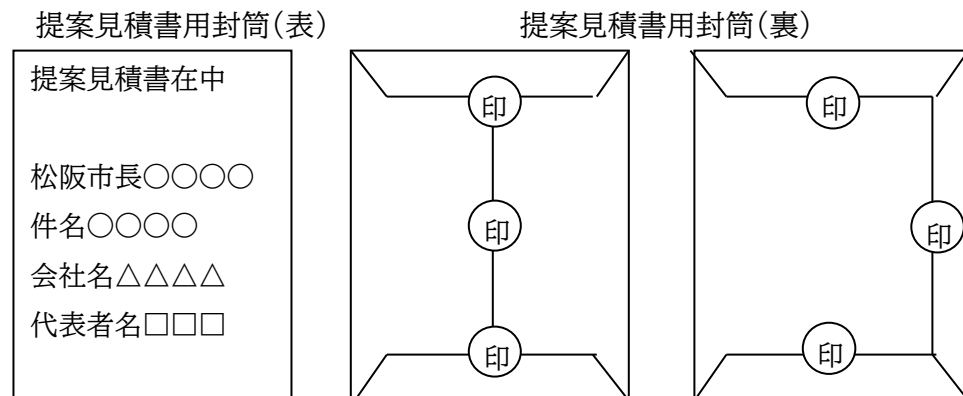 提案見積書用封筒（表）
提案見積書用封筒（裏）
提案見積書在中
松阪市長○○○○
件名○○○○
会社名△△△△
代表者名□□□
印
印
印
印
印
印